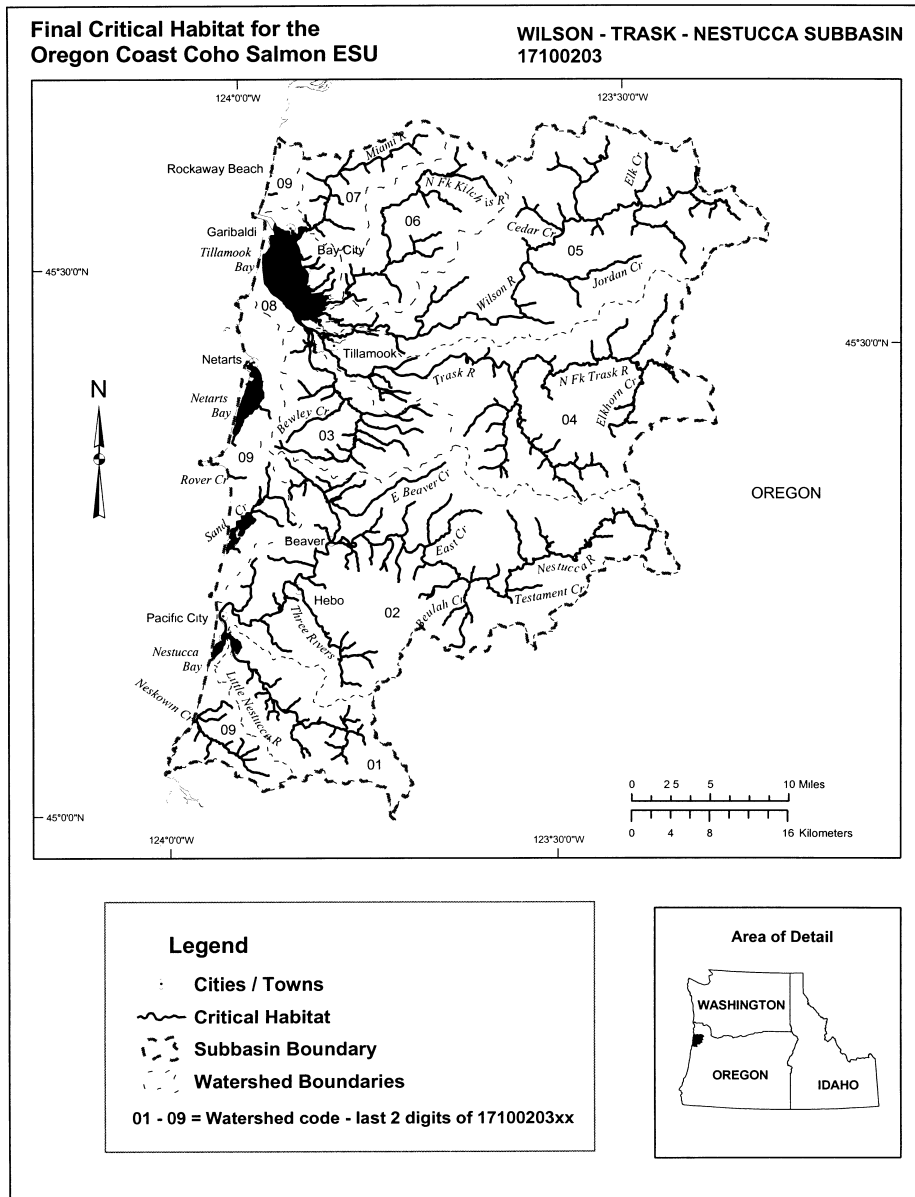 Final Critical Habitat for the
Oregon Coast Coho Salmon ESU
WILSON - TRASK - NESTUCCA SUBBASIN
17100203
124°0'0"W
123°30'0"W
Rockaway Beach
Miami R
09
07
N Fk Kilchis R
Elk Cr
06
Garibaldi
Cedar Cr
Tillamook
Bay
Bay City
05
45°30'0"N
Jordan Cr
Wilson R
08
45°30'0"N
Netarts
Tillamook
Trask R
N Fk Trask R
N
Netarts
Bay
Elkhorn Cr
Bewley Cr
03
04
09
Rover Cr
E Beaver Cr
OREGON
Sand Cr
Beaver
East Cr
Nestucca R
Hebo
Testament Cr
Beulah Cr
02
Pacific City
Three Rivers
Nestucca
Bay
Little Nestucca R
Neskowin Cr
09
01
0 2 5 5 10 Miles
0 4 8 16 Kilometers
45°0'0"N
124°0'0"W
123°30'0"W
Legend
Cities / Towns
Critical Habitat
Subbasin Boundary
Watershed Boundaries
01 - 09 = Watershed code - last 2 digits of 17100203xx
Area of Detail
WASHINGTON
OREGON
IDAHO